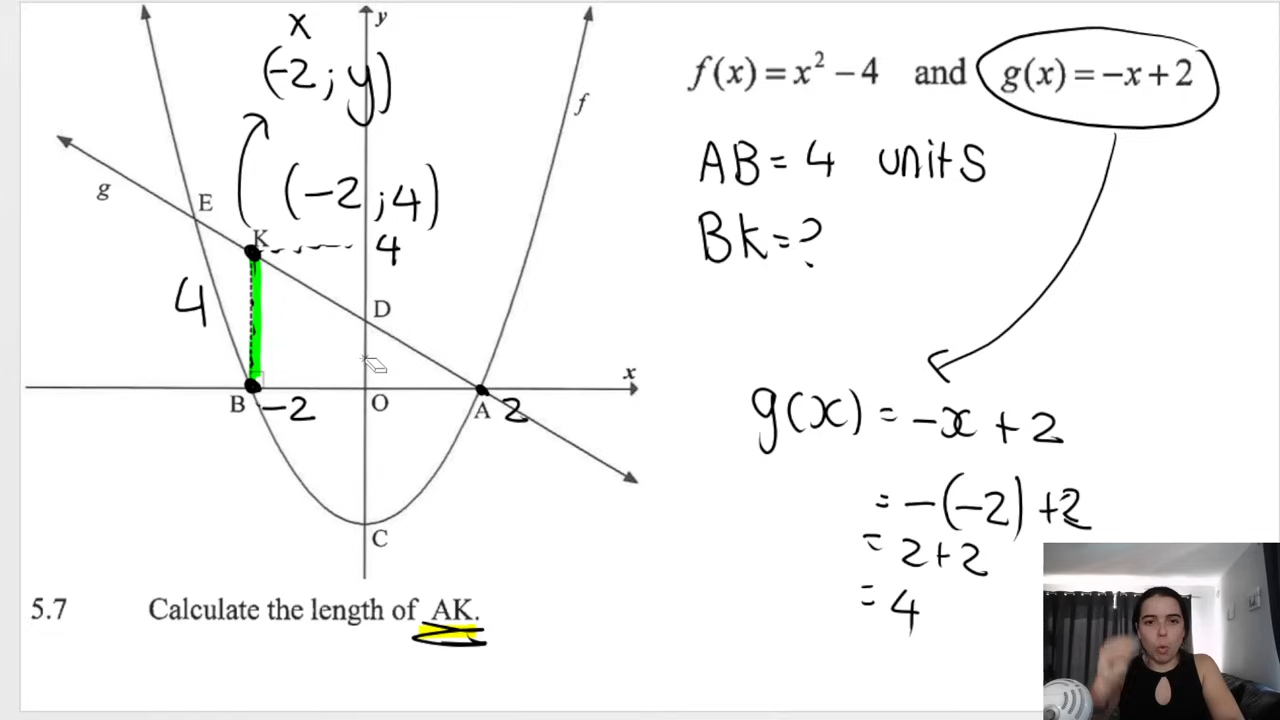 x
y
(-2; y)
f
g
E
(-2; 4)
K
4
4
D
x
B
-2
O
A
2
C
5.7 Calculate the length of AK.
f(x) = x² − 4 and g(x) = −x + 2
AB = 4 units
BK = ?
g(x) = -x + 2
= -(-2) + 2
= 2 + 2
= 4